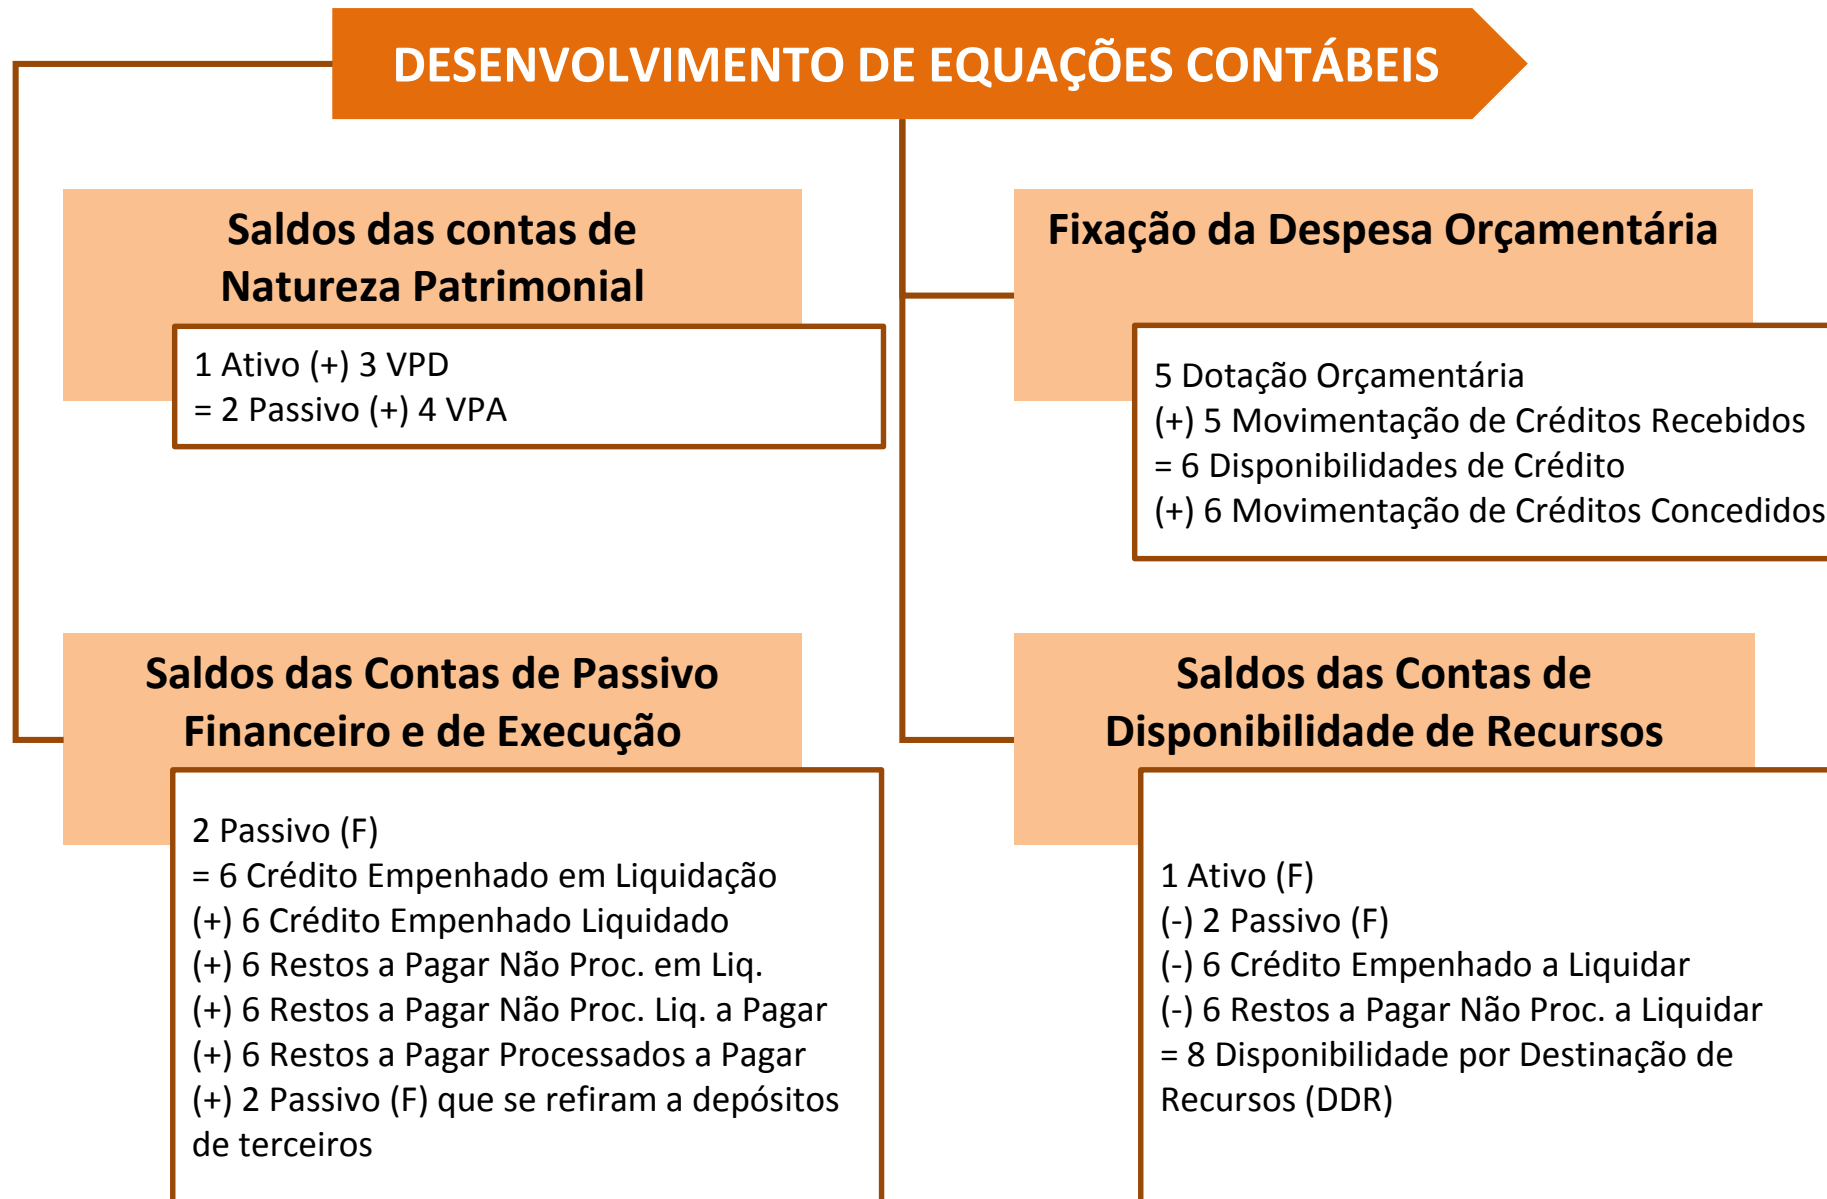 DESENVOLVIMENTO DE EQUAÇÕES CONTÁBEIS
Saldos das contas de
Natureza Patrimonial
1 Ativo (+) 3 VPD
= 2 Passivo (+) 4 VPA
Fixação da Despesa Orçamentária
5 Dotação Orçamentária
(+) 5 Movimentação de Créditos Recebidos
= 6 Disponibilidades de Crédito
(+) 6 Movimentação de Créditos Concedidos
Saldos das Contas de Passivo
Financeiro e de Execução
2 Passivo (F)
= 6 Crédito Empenhado em Liquidação
(+) 6 Crédito Empenhado Liquidado
(+) 6 Restos a Pagar Não Proc. em Liq.
(+) 6 Restos a Pagar Não Proc. Liq. a Pagar
(+) 6 Restos a Pagar Processados a Pagar
(+) 2 Passivo (F) que se refiram a depósitos
de terceiros
Saldos das Contas de
Disponibilidade de Recursos
1 Ativo (F)
(-) 2 Passivo (F)
(-) 6 Crédito Empenhado a Liquidar
(-) 6 Restos a Pagar Não Proc. a Liquidar
= 8 Disponibilidade por Destinação de
Recursos (DDR)